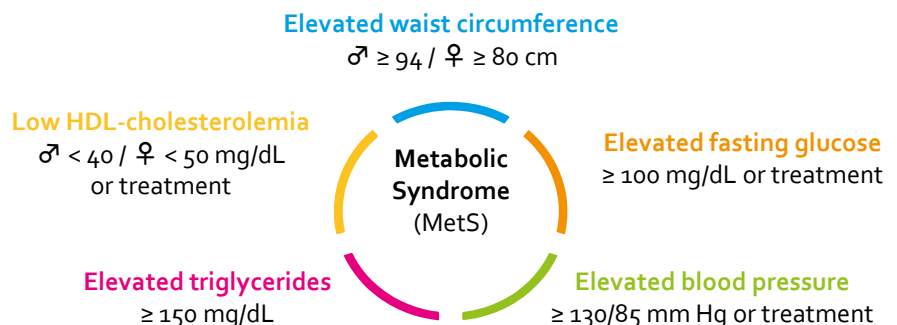 Elevated waist circumference
♂ ≥ 94 / ♀ ≥ 80 cm
Low HDL-cholesterolemia
♂ < 40 / ♀ < 50 mg/dL
or treatment
Metabolic
Syndrome
(MetS)
Elevated fasting glucose
≥ 100 mg/dL or treatment
Elevated triglycerides
≥ 150 mg/dL
Elevated blood pressure
≥ 130/85 mm Hg or treatment